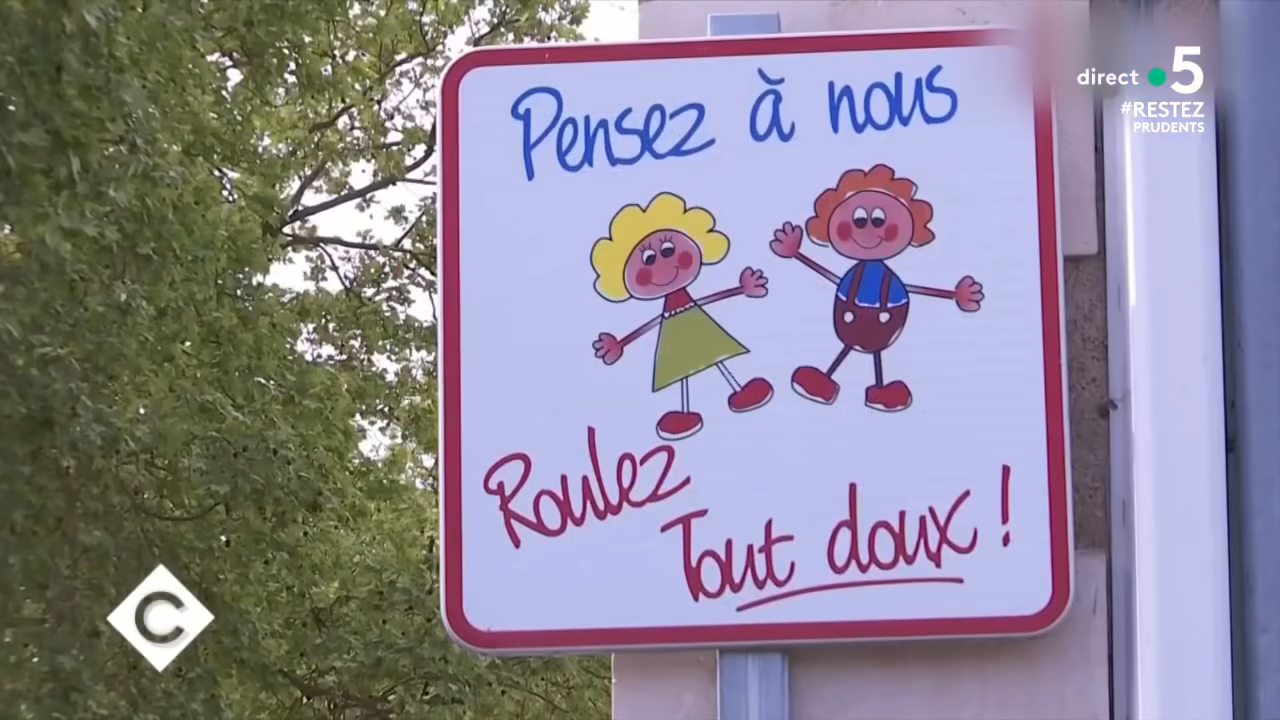 Pensez à nous
Roulez
Tout doux !
direct 5
#RESTEZ
PRUDENTS
C